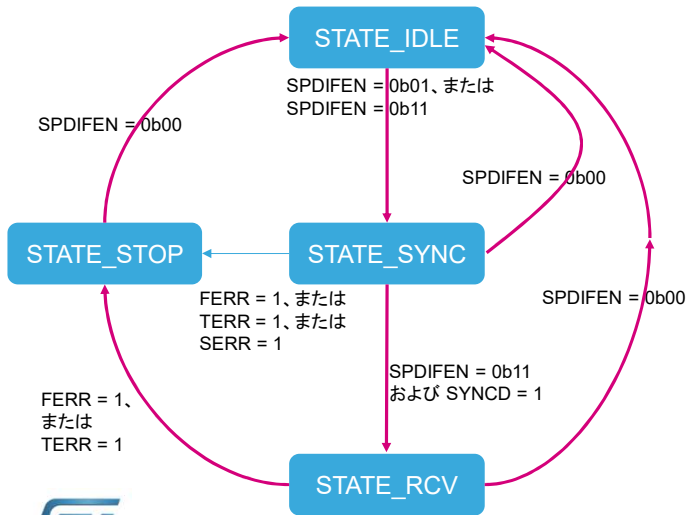 STATE_IDLE
SPDIFEN = 0b01、または
SPDIFEN = 0b11
SPDIFEN = 0b00
SPDIFEN = 0b00
STATE_STOP
STATE_SYNC
FERR = 1、または
TERR = 1、または
SERR = 1
SPDIFEN = 0b00
SPDIFEN = 0b11
および SYNCD = 1
FERR = 1、
または
TERR = 1
STATE_RCV